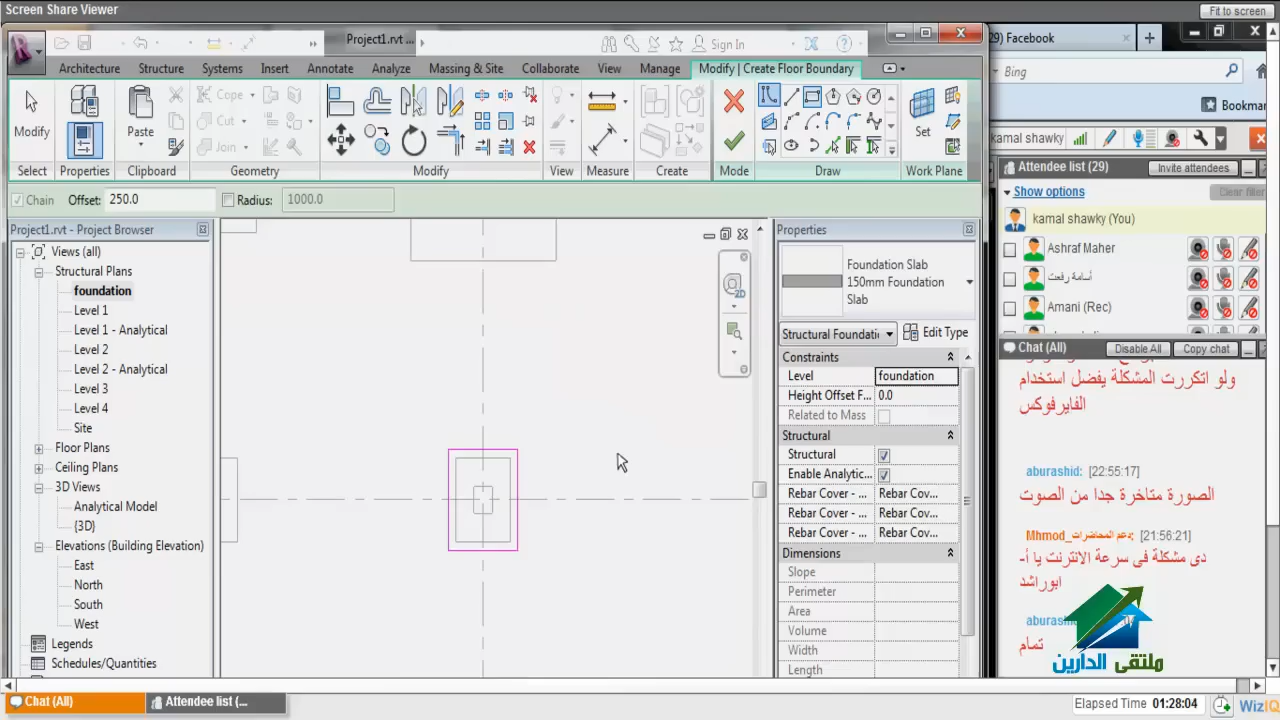 Screen Share Viewer
Fit to screen
Project1.rvt ...
Sign In
(29) Facebook
Architecture
Structure
Systems
Insert
Annotate
Analyze
Massing & Site
Collaborate
View
Manage
Modify | Create Floor Boundary
Bing
Bookmar
Modify
Paste
Cope
Cut
Join
Set
Select
Properties
Clipboard
Geometry
Modify
View
Measure
Create
Mode
Draw
Work Plane
kamal shawky
Attendee list (29)
Invite attendees
Show options
Clear filter
Chain
Offset:
250.0
Radius:
1000.0
Project1.rvt - Project Browser
Views (all)
Structural Plans
foundation
Level 1
Level 1 - Analytical
Level 2
Level 2 - Analytical
Level 3
Level 4
Site
Floor Plans
Ceiling Plans
3D Views
Analytical Model
{3D}
Elevations (Building Elevation)
East
North
South
West
Legends
Schedules/Quantities
2D
Properties
Foundation Slab
150mm Foundation
Slab
Structural Foundati
Edit Type
Constraints
Level foundation
Height Offset F... 0.0
Related to Mass
Structural
Structural
Enable Analytic...
Rebar Cover - ... Rebar Cov...
Rebar Cover - ... Rebar Cov...
Rebar Cover - ... Rebar Cov...
Dimensions
Slope
Perimeter
Area
Volume
Width
Length
kamal shawky (You)
Ashraf Maher
أسامة رفعت
Amani (Rec)
Chat (All)
Disable All
Copy chat
ولو اتكررت المشكلة يفضل استخدام
الفايرفوكس
aburashid: [22:55:17]
الصورة متاخرة جدا من الصوت
Mhmod_دعم المحاضرات: [21:56:21]
دى مشكلة فى سرعة الانترنت يا أ-
ابوراشد
تمام
ملتقى الدارين
Chat (All)
Attendee list (...
Elapsed Time 01:28:04
WizIQ